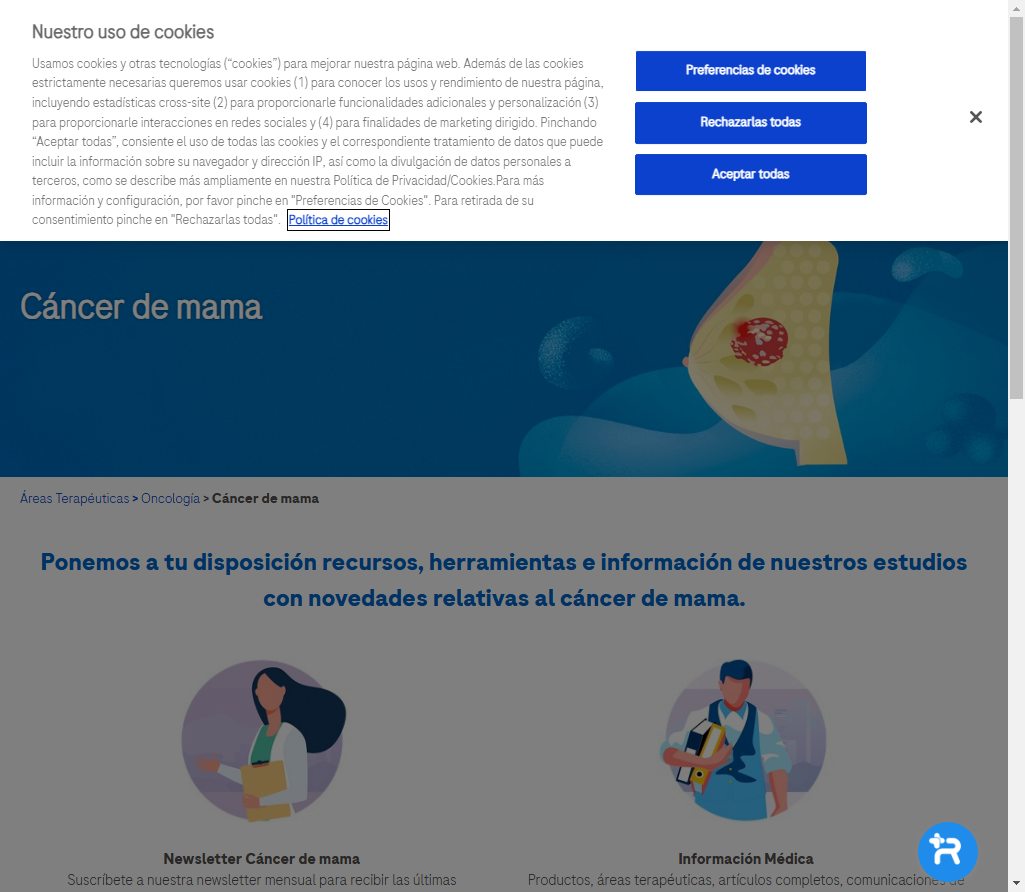 Nuestro uso de cookies
Usamos cookies y otras tecnologías (“cookies”) para mejorar nuestra página web. Además de las cookies
estrictamente necesarias queremos usar cookies (1) para conocer los usos y rendimiento de nuestra página,
incluyendo estadísticas cross-site (2) para proporcionarle funcionalidades adicionales y personalización (3)
para proporcionarle interacciones en redes sociales y (4) para finalidades de marketing dirigido. Pinchando
“Aceptar todas”, consiente el uso de todas las cookies y el correspondiente tratamiento de datos que puede
incluir la información sobre su navegador y dirección IP, así como la divulgación de datos personales a
terceros, como se describe más ampliamente en nuestra Política de Privacidad/Cookies.Para más
información y configuración, por favor pinche en "Preferencias de Cookies". Para retirada de su
consentimiento pinche en "Rechazarlas todas". Política de cookies
Preferencias de cookies
Rechazarlas todas
Aceptar todas
Cáncer de mama
Áreas Terapéuticas > Oncología > Cáncer de mama
Ponemos a tu disposición recursos, herramientas e información de nuestros estudios
con novedades relativas al cáncer de mama.
Newsletter Cáncer de mama
Suscríbete a nuestra newsletter mensual para recibir las últimas
Información Médica
Productos, áreas terapéuticas, artículos completos, comunicaciones de